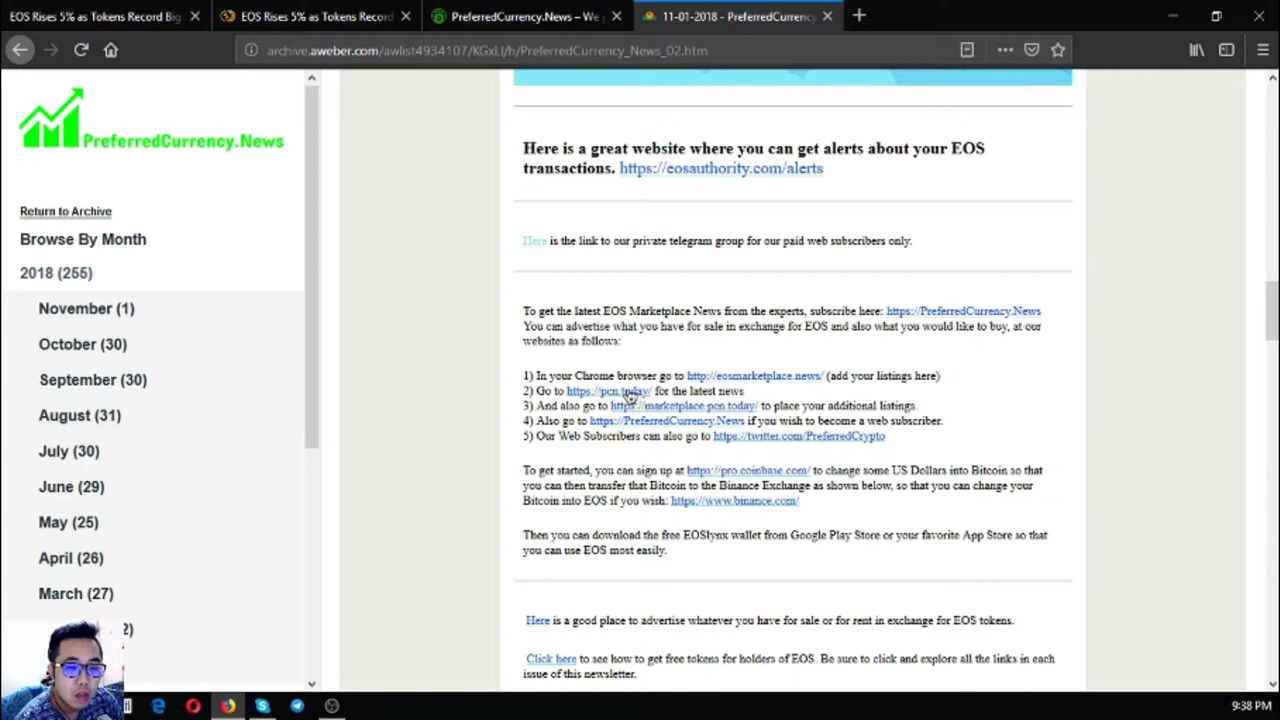 EOS Rises 5% as Tokens Record Big
EOS Rises 5% as Tokens Record
PreferredCurrency.News – We
11-01-2018 - PreferredCurrency
archive.aweber.com/awlist4934107/KGxLI/h/PreferredCurrency_News_02.htm
PreferredCurrency.News
Return to Archive
Browse By Month
2018 (255)
November (1)
October (30)
September (30)
August (31)
July (30)
June (29)
May (25)
April (26)
March (27)
2)
Here is a great website where you can get alerts about your EOS
transactions. https://eosauthority.com/alerts
Here is the link to our private telegram group for our paid web subscribers only.
To get the latest EOS Marketplace News from the experts, subscribe here: https://PreferredCurrency.News
You can advertise what you have for sale in exchange for EOS and also what you would like to buy, at our
websites as follows:
1) In your Chrome browser go to http://eosmarketplace.news/ (add your listings here)
2) Go to https://pcn.today/ for the latest news
3) And also go to https://marketplace.pcn.today/ to place your additional listings.
4) Also go to https://PreferredCurrency.News if you wish to become a web subscriber.
5) Our Web Subscribers can also go to https://twitter.com/PreferredCrypto
To get started, you can sign up at https://pro.coinbase.com/ to change some US Dollars into Bitcoin so that
you can then transfer that Bitcoin to the Binance Exchange as shown below, so that you can change your
Bitcoin into EOS if you wish: https://www.binance.com/
Then you can download the free EOSlynx wallet from Google Play Store or your favorite App Store so that
you can use EOS most easily.
Here is a good place to advertise whatever you have for sale or for rent in exchange for EOS tokens.
Click here to see how to get free tokens for holders of EOS. Be sure to click and explore all the links in each
issue of this newsletter.
9:38 PM